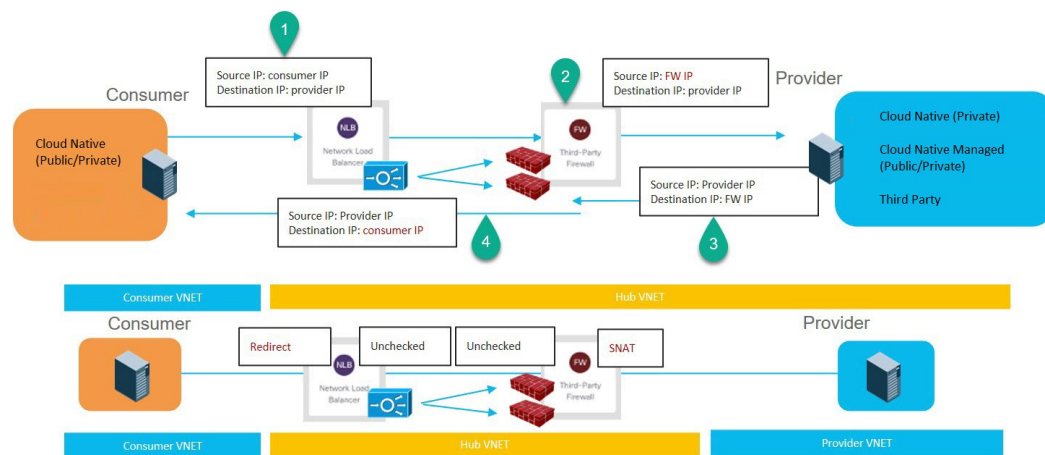 1
Source IP: consumer IP
Destination IP: provider IP
Consumer
Cloud Native
(Public/Private)
NLB
Network Load
Balancer
2
FW
Third-Party
Firewall
Source IP: FW IP
Destination IP: provider IP
Provider
Cloud Native (Private)
Cloud Native Managed
(Public/Private)
Third Party
Source IP: Provider IP
Destination IP: FW IP
3
Source IP: Provider IP
Destination IP: consumer IP
4
Consumer VNET
Hub VNET
Consumer
Provider
Redirect
NLB
Network Load
Balancer
Unchecked
Unchecked
FW
Third-Party
Firewall
SNAT
Consumer VNET
Hub VNET
Provider VNET